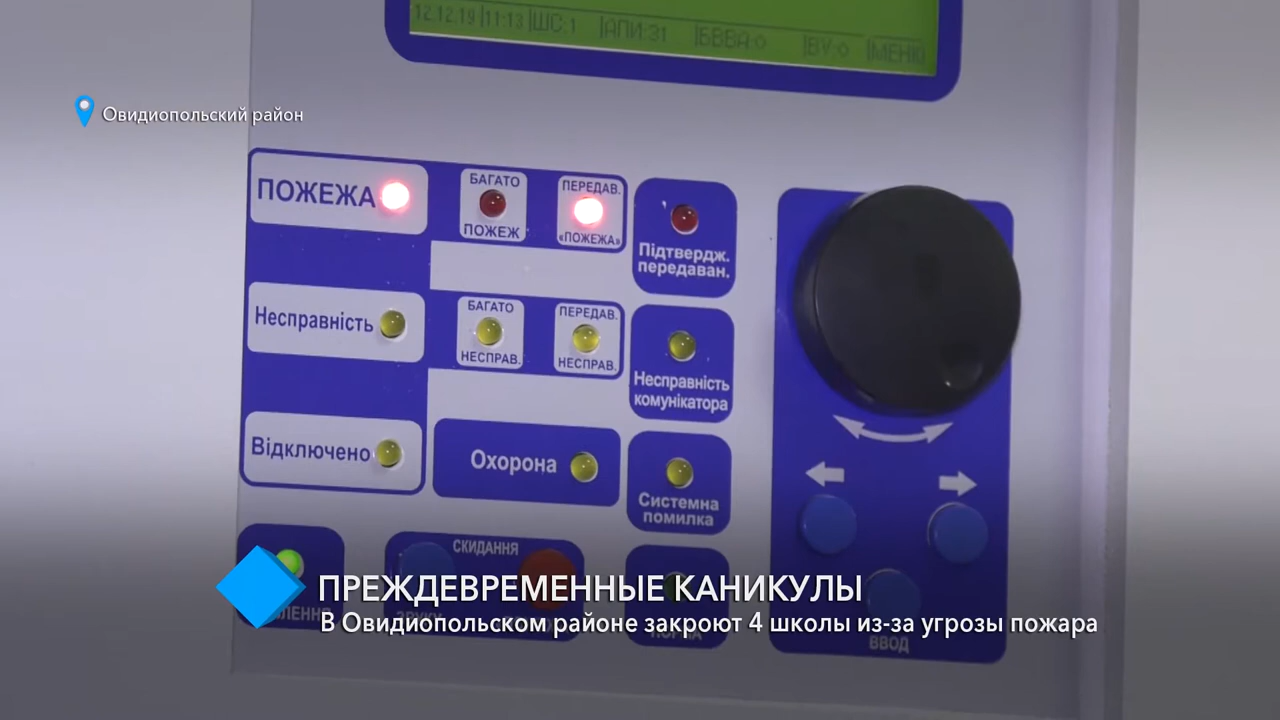 12.12.19 |11:13 |ШС:1 |АПИ:31 |БВВА:0 |ВУ:0 |МЕНЮ
Овидиопольский район
ПОЖЕЖА
БАГАТО
ПОЖЕЖ
ПЕРЕДАВ.
«ПОЖЕЖА»
Підтвердж.
передаван.
Несправність
БАГАТО
НЕСПРАВ.
ПЕРЕДАВ.
НЕСПРАВ.
Несправність
комунікатора
Відключено
Охорона
Системна
помилка
СКИДАННЯ
ПРЕЖДЕВРЕМЕННЫЕ КАНИКУЛЫ
В Овидиопольском районе закроют 4 школы из-за угрозы пожара
ВВОД